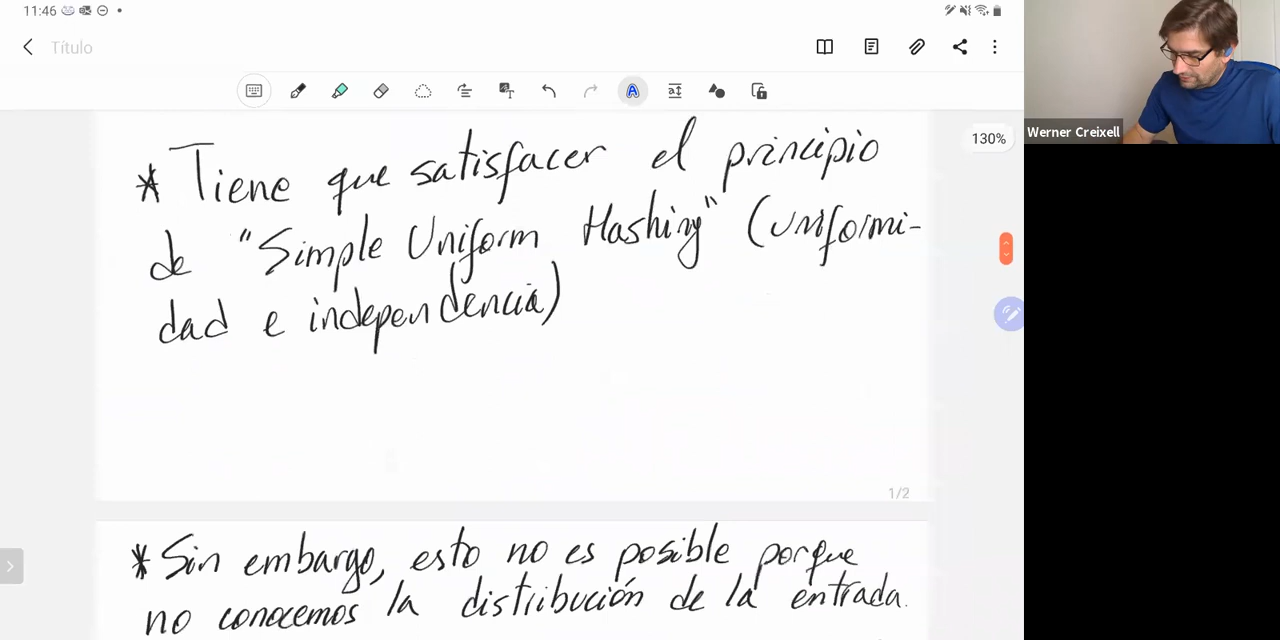 11:46
Título
Werner Creixell
130%
* Tiene que satisfacer el principio
de "Simple Uniform Hashing" (uniformi-
dad e independencia)
1/2
* Sin embargo, esto no es posible porque
no conocemos la distribución de la entrada.